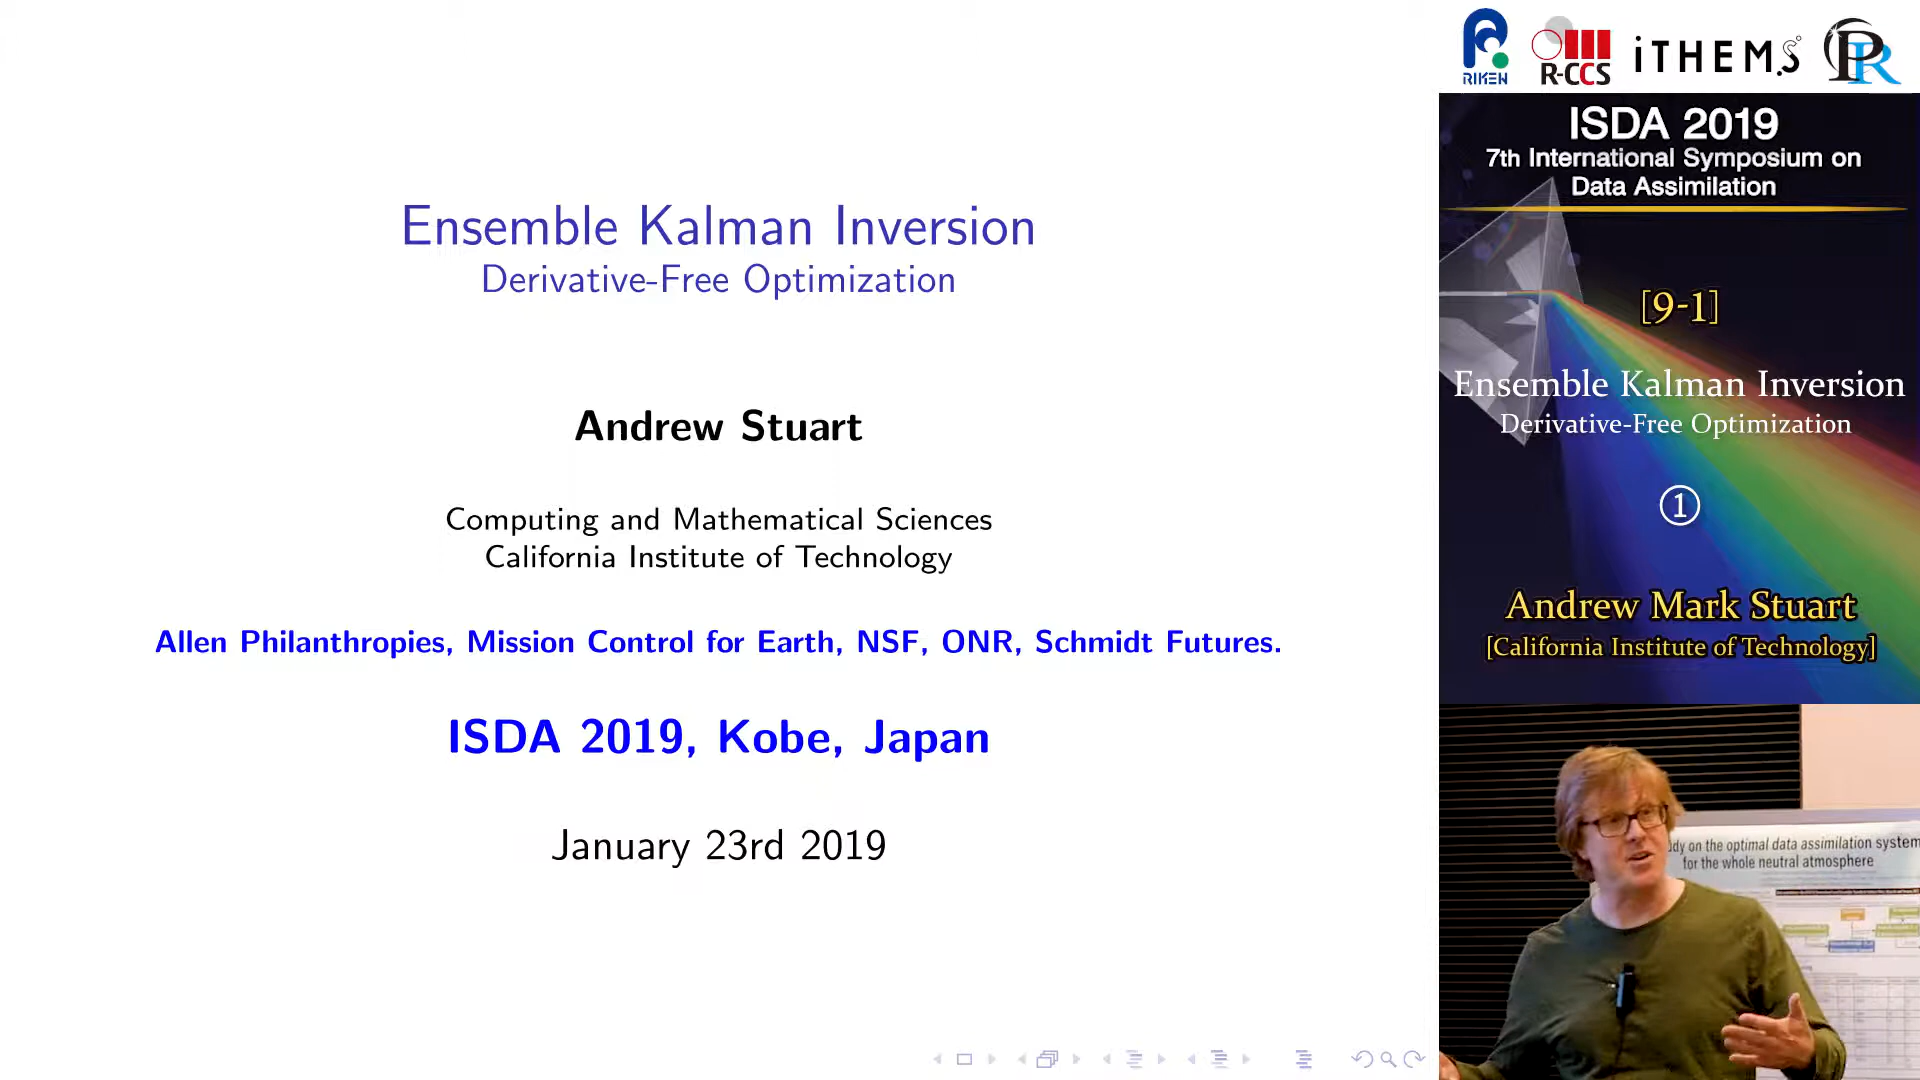 Ensemble Kalman Inversion
Derivative-Free Optimization
Andrew Stuart
Computing and Mathematical Sciences
California Institute of Technology
Allen Philanthropies, Mission Control for Earth, NSF, ONR, Schmidt Futures.
ISDA 2019, Kobe, Japan
January 23rd 2019
RIKEN
R-CCS
iTHEMS
PR
ISDA 2019
7th International Symposium on
Data Assimilation
[9-1]
Ensemble Kalman Inversion
Derivative-Free Optimization
①
Andrew Mark Stuart
[California Institute of Technology]
on the optimal data assimilation system
for the whole neutral atmosphere